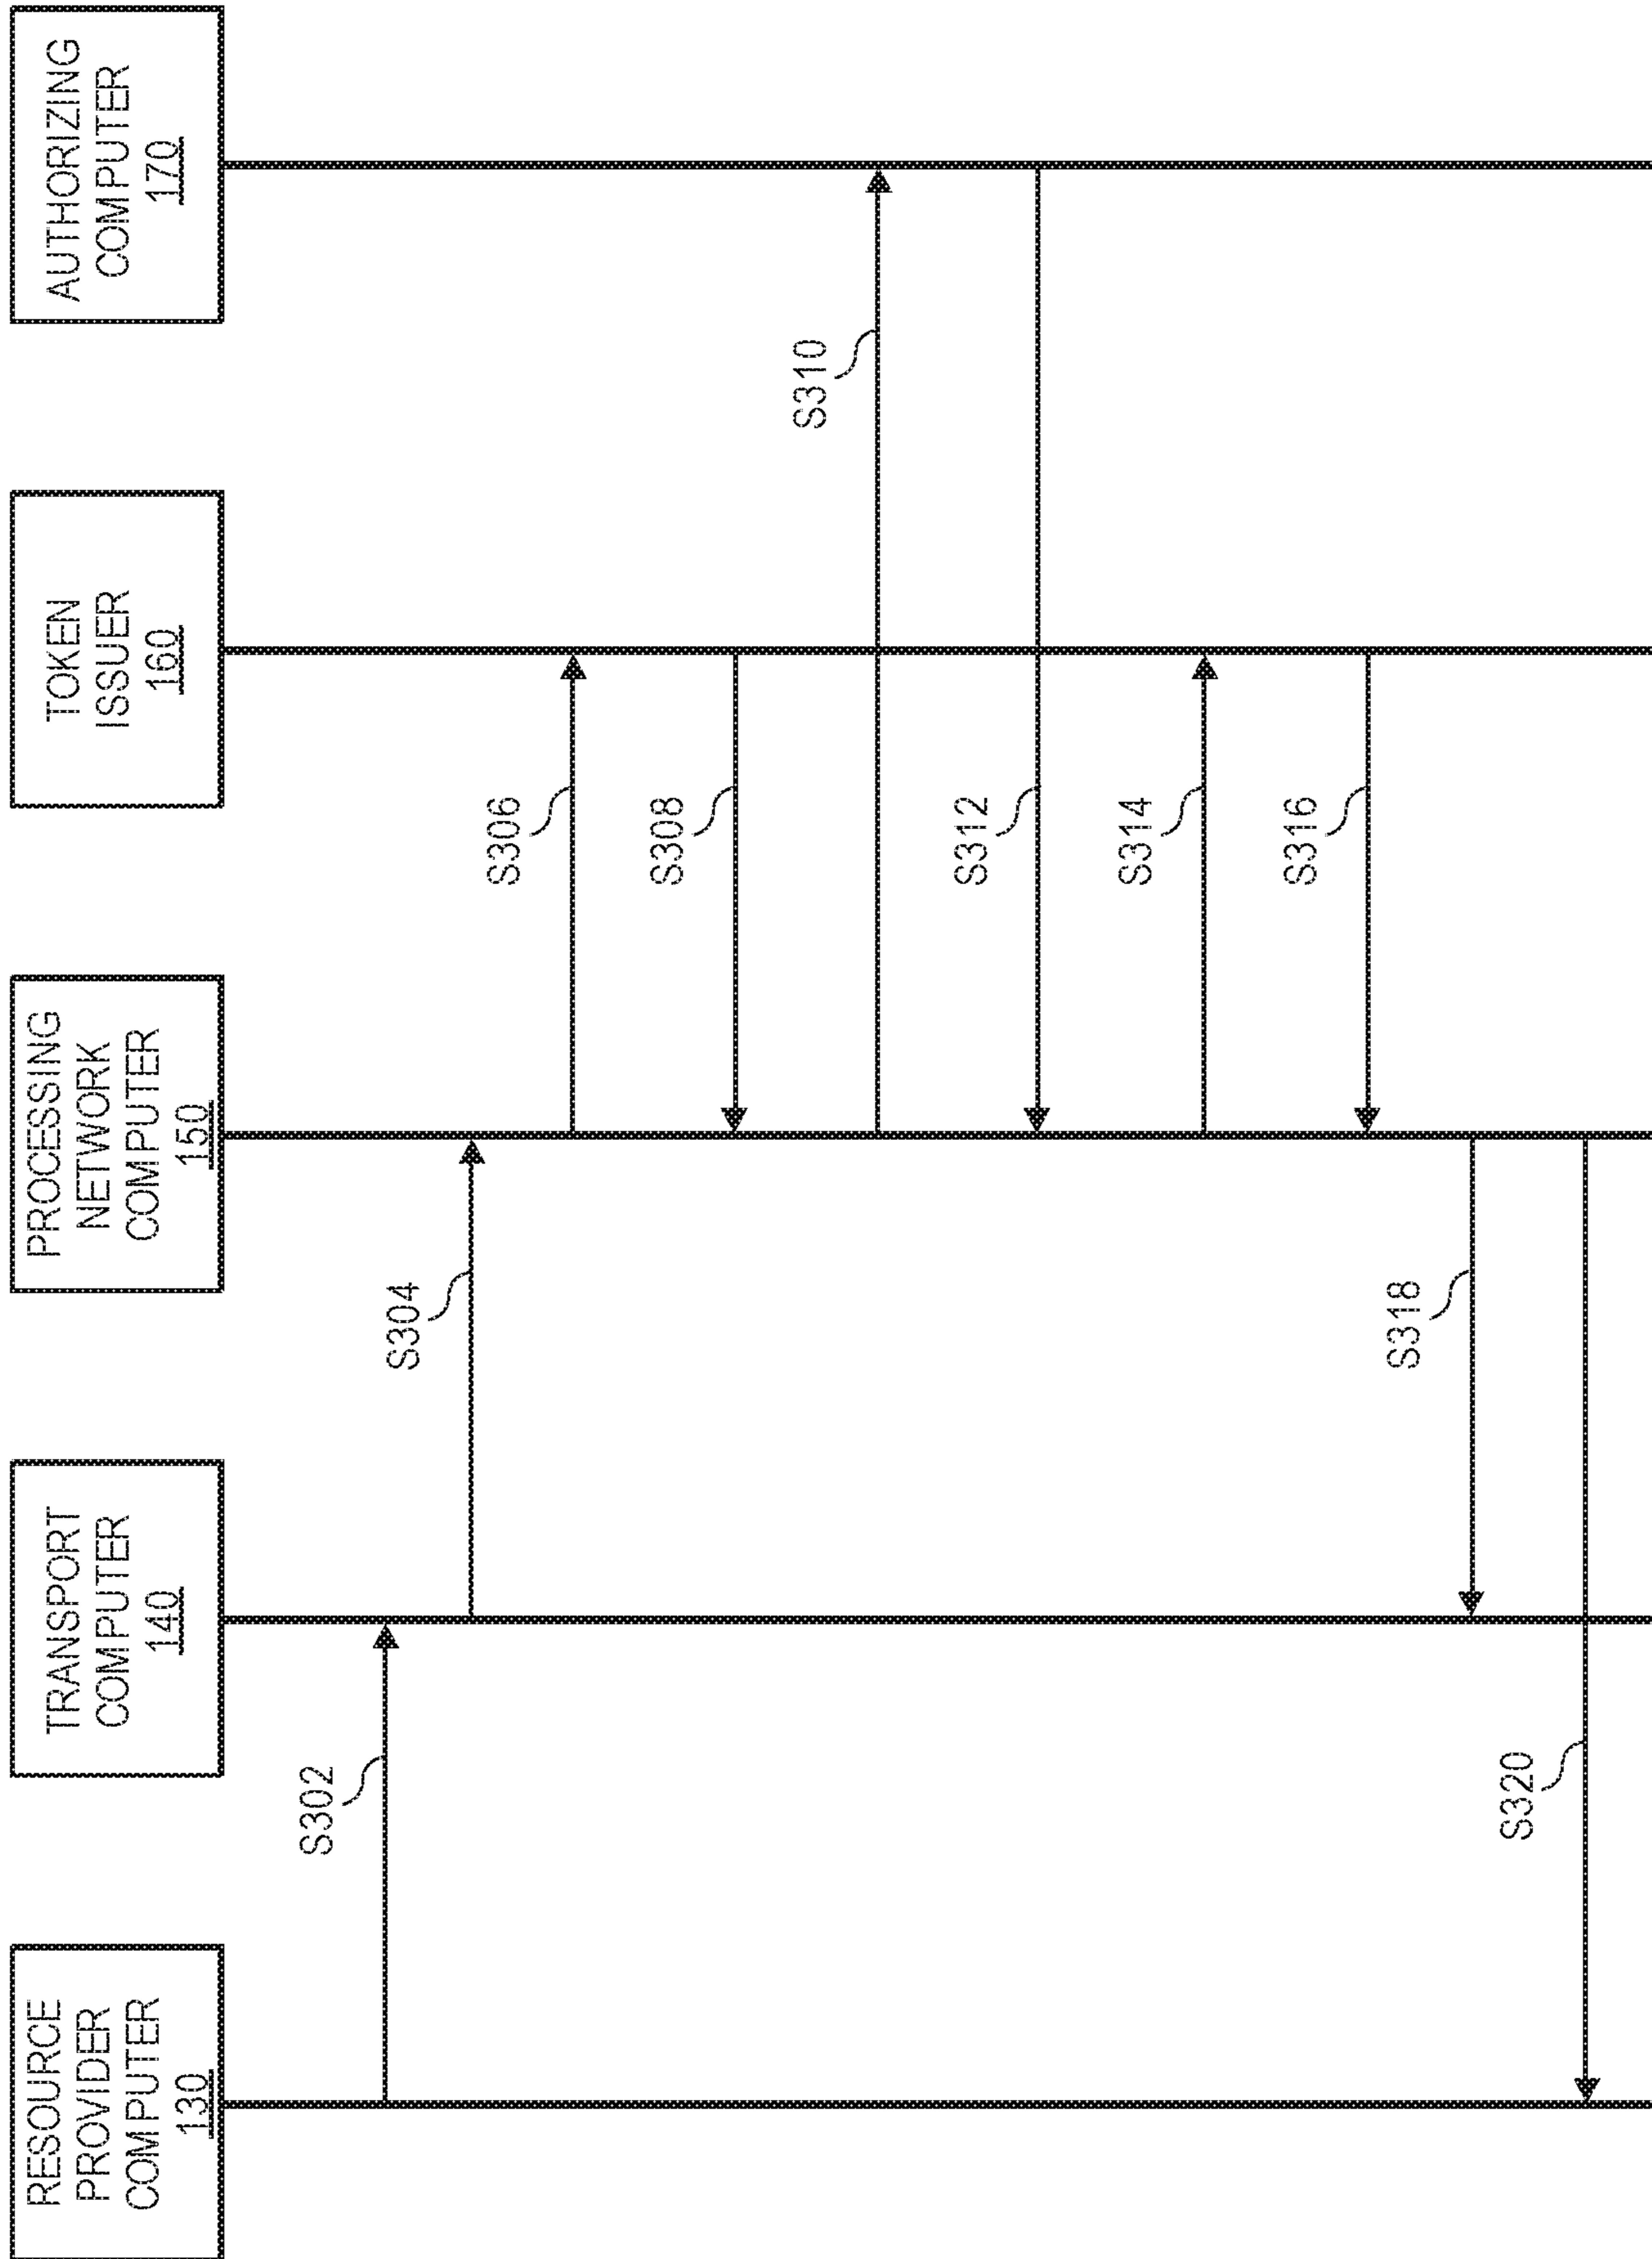 RESOURCE
PROVIDER
COMPUTER
130
TRANSPORT
COMPUTER
140
PROCESSING
NETWORK
COMPUTER
150
TOKEN
ISSUER
160
AUTHORIZING
COMPUTER
170
S302
S304
S306
S308
S310
S312
S314
S316
S318
S320